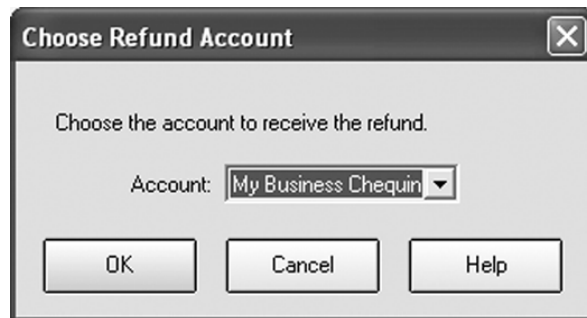 Choose Refund Account
Choose the account to receive the refund.
Account: My Business Chequin
OK Cancel Help